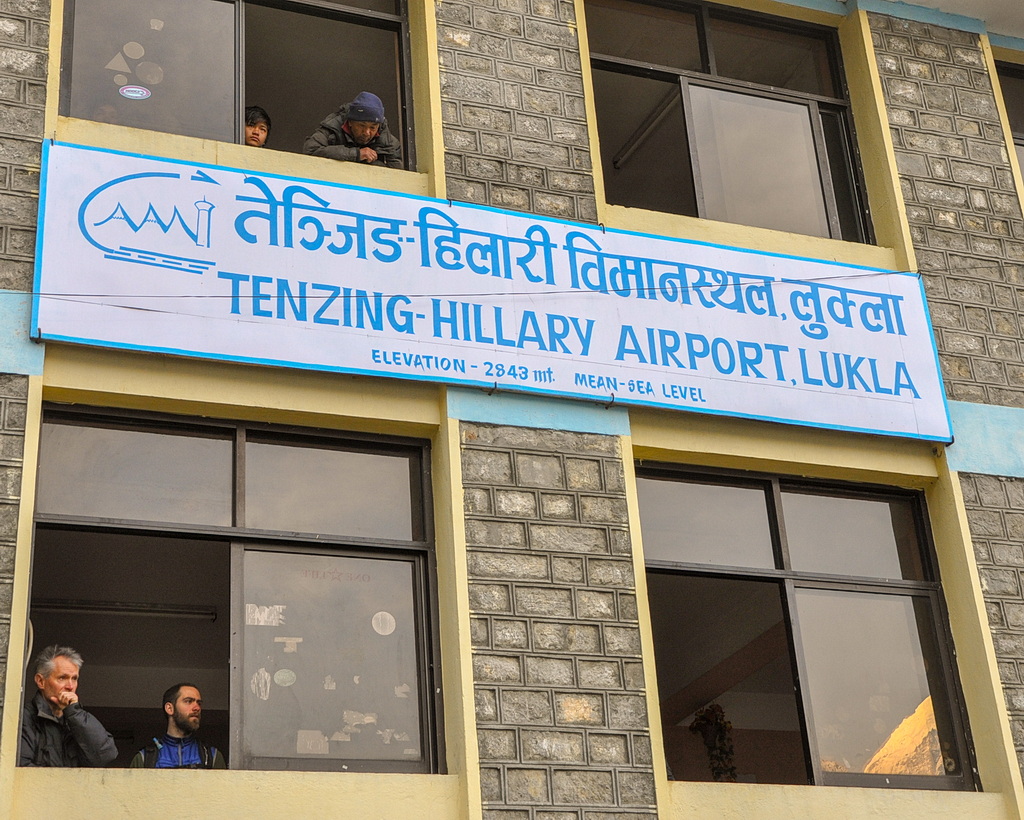 तेञ्जिङ-हिलारी विमानस्थल, लुक्ला
TENZING-HILLARY AIRPORT, LUKLA
ELEVATION - 2843 mt. MEAN-SEA LEVEL